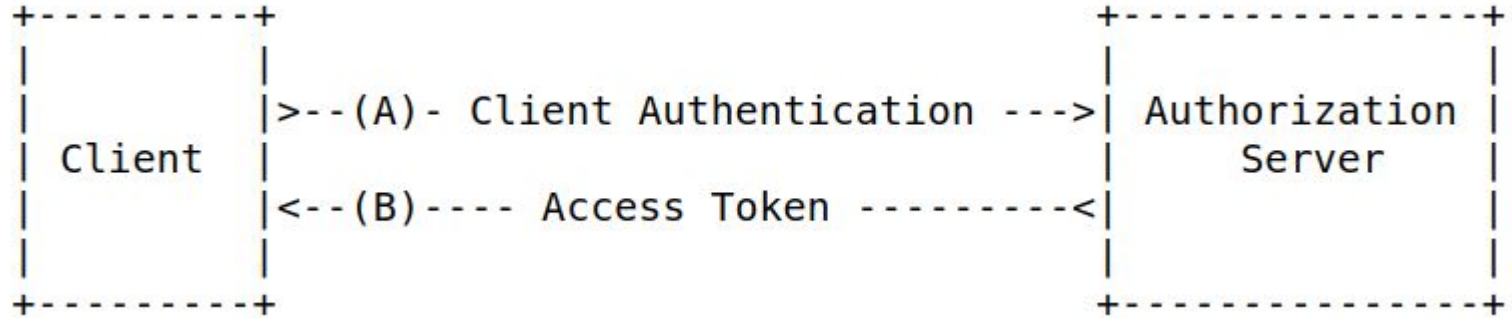 +---------+                                  +---------------+
|         |                                  |               |
|         |>--(A)- Client Authentication --->| Authorization |
| Client  |                                  |     Server    |
|         |<--(B)---- Access Token ---------<|               |
|         |                                  |               |
+---------+                                  +---------------+